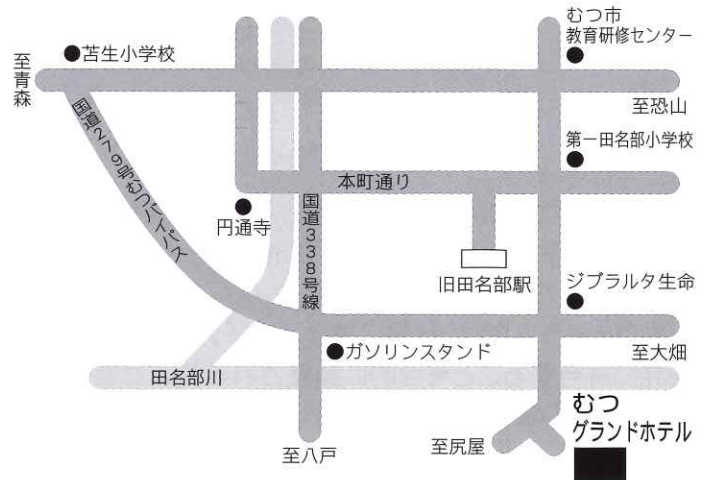 むつ市
教育研修センター
苫生小学校
至青森
至恐山
国道279号むつバイパス
第一田名部小学校
本町通り
円通寺
国道338号線
旧田名部駅
ジブラルタ生命
ガソリンスタンド
至大畑
田名部川
むつ
グランドホテル
至尻屋
至八戸